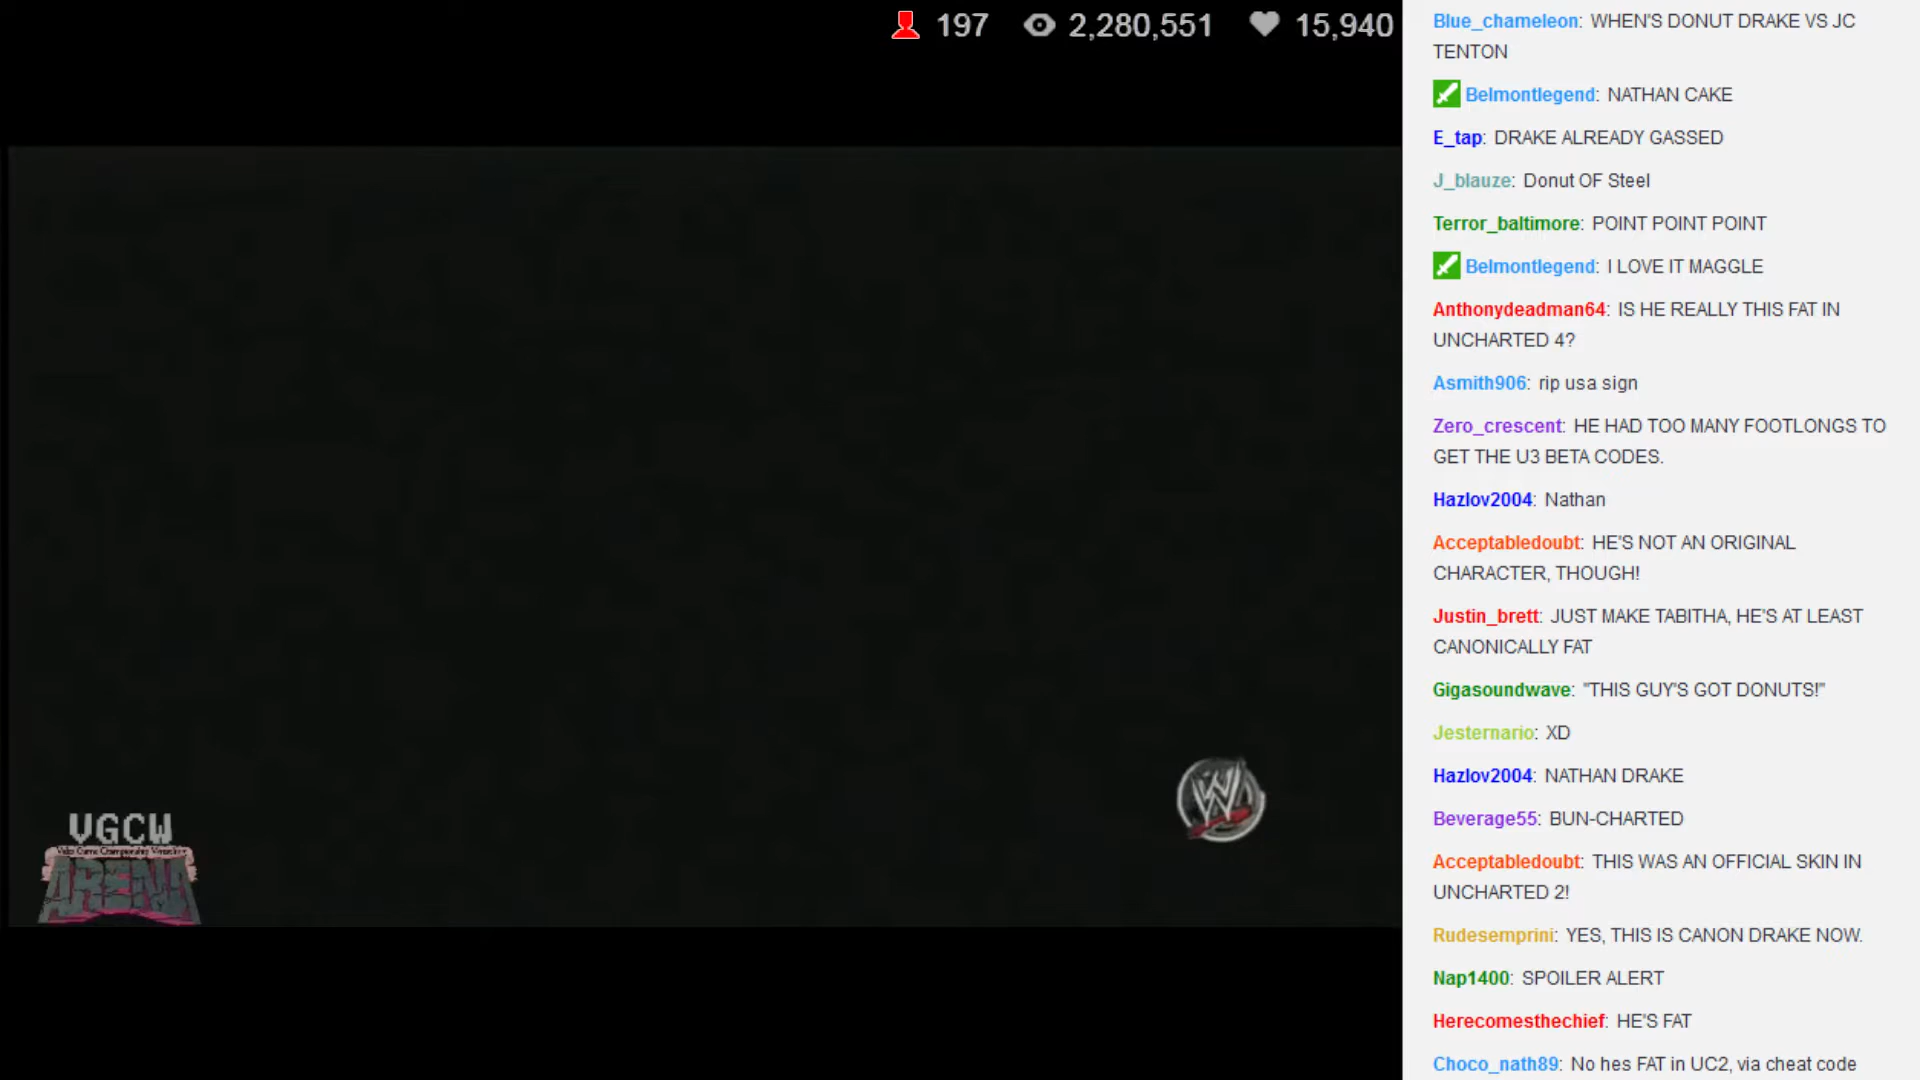 197 2,280,551 15,940
VGCW
Video Game Championship Wrestling
ARENA
W
Blue_chameleon: WHEN'S DONUT DRAKE VS JC
TENTON
Belmontlegend: NATHAN CAKE
E_tap: DRAKE ALREADY GASSED
J_blauze: Donut OF Steel
Terror_baltimore: POINT POINT POINT
Belmontlegend: I LOVE IT MAGGLE
Anthonydeadman64: IS HE REALLY THIS FAT IN
UNCHARTED 4?
Asmith906: rip usa sign
Zero_crescent: HE HAD TOO MANY FOOTLONGS TO
GET THE U3 BETA CODES.
Hazlov2004: Nathan
Acceptabledoubt: HE'S NOT AN ORIGINAL
CHARACTER, THOUGH!
Justin_brett: JUST MAKE TABITHA, HE'S AT LEAST
CANONICALLY FAT
Gigasoundwave: "THIS GUY'S GOT DONUTS!"
Jesternario: XD
Hazlov2004: NATHAN DRAKE
Beverage55: BUN-CHARTED
Acceptabledoubt: THIS WAS AN OFFICIAL SKIN IN
UNCHARTED 2!
Rudesemprini: YES, THIS IS CANON DRAKE NOW.
Nap1400: SPOILER ALERT
Herecomesthechief: HE'S FAT
Choco_nath89: No hes FAT in UC2, via cheat code